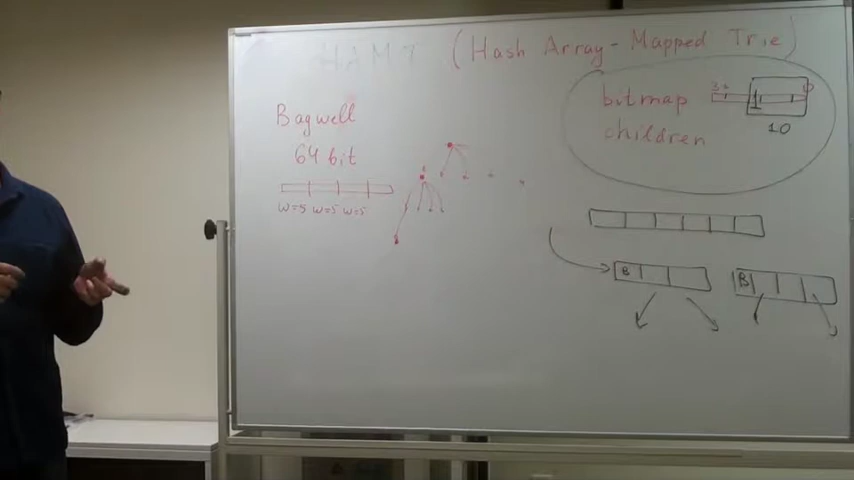 HAMT (Hash Array-Mapped Trie)
Bagwell
64 bit
w=5 w=5 w=5
bitmap
children
10
B
B